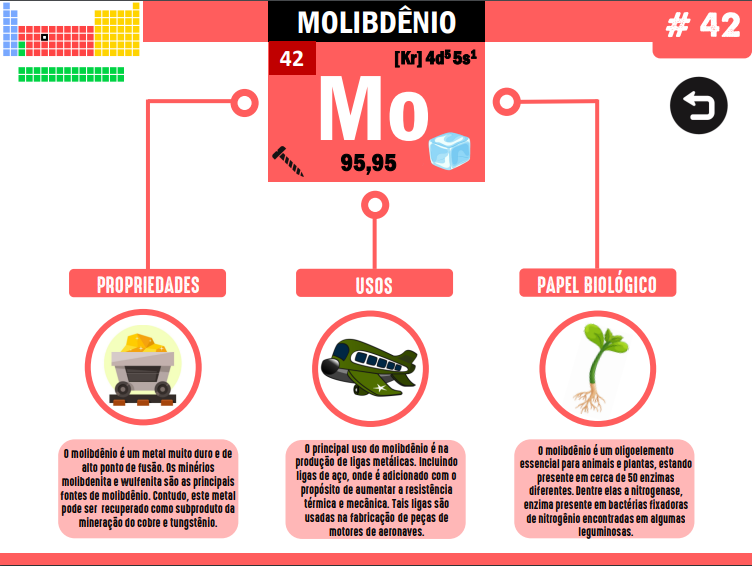 MOLIBDÊNIO
# 42
42
[Kr] 4d⁵ 5s¹
Mo
95,95
PROPRIEDADES
O molibdênio é um metal muito duro e de
alto ponto de fusão. Os minérios
molibdenita e wulfenita são as principais
fontes de molibdênio. Contudo, este metal
pode ser recuperado como subproduto da
mineração do cobre e tungstênio.
USOS
O principal uso do molibdênio é na
produção de ligas metálicas. Incluindo
ligas de aço, onde é adicionado com o
propósito de aumentar a resistência
térmica e mecânica. Tais ligas são
usadas na fabricação de peças de
motores de aeronaves.
PAPEL BIOLÓGICO
O molibdênio é um oligoelemento
essencial para animais e plantas, estando
presente em cerca de 50 enzimas
diferentes. Dentre elas a nitrogenase,
enzima presente em bactérias fixadoras
de nitrogênio encontradas em algumas
leguminosas.